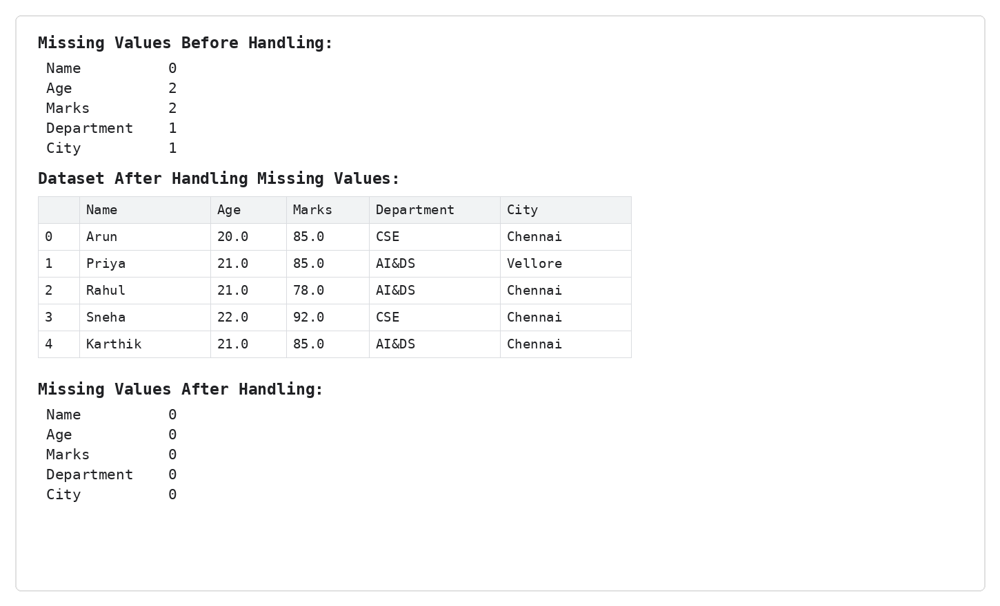 Missing Values Before Handling:
Name 0
Age 2
Marks 2
Department 1
City 1
Dataset After Handling Missing Values:
Name Age Marks Department City
0 Arun 20.0 85.0 CSE Chennai
1 Priya 21.0 85.0 AI&DS Vellore
2 Rahul 21.0 78.0 AI&DS Chennai
3 Sneha 22.0 92.0 CSE Chennai
4 Karthik 21.0 85.0 AI&DS Chennai
Missing Values After Handling:
Name 0
Age 0
Marks 0
Department 0
City 0